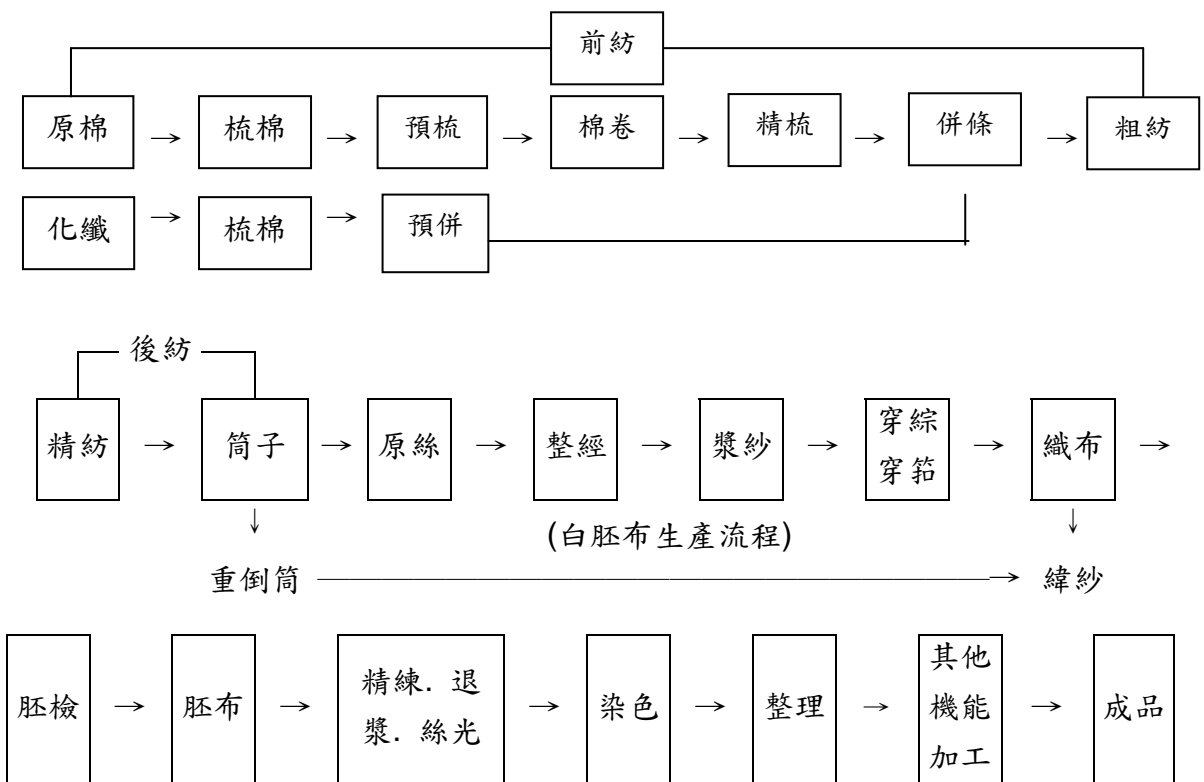 前紡
原棉 → 梳棉 → 預梳 → 棉卷 → 精梳 → 併條 → 粗紡
化纖 → 梳棉 → 預併
後紡
精紡 → 筒子 → 原絲 → 整經 → 漿紗 → 穿綜 → 織布 →
穿筘
↓ ↓
(白胚布生產流程)
重倒筒 → 緯紗
胚檢 → 胚布 → 精練. 退 → 染色 → 整理 → 其他 → 成品
漿. 絲光
機能
加工